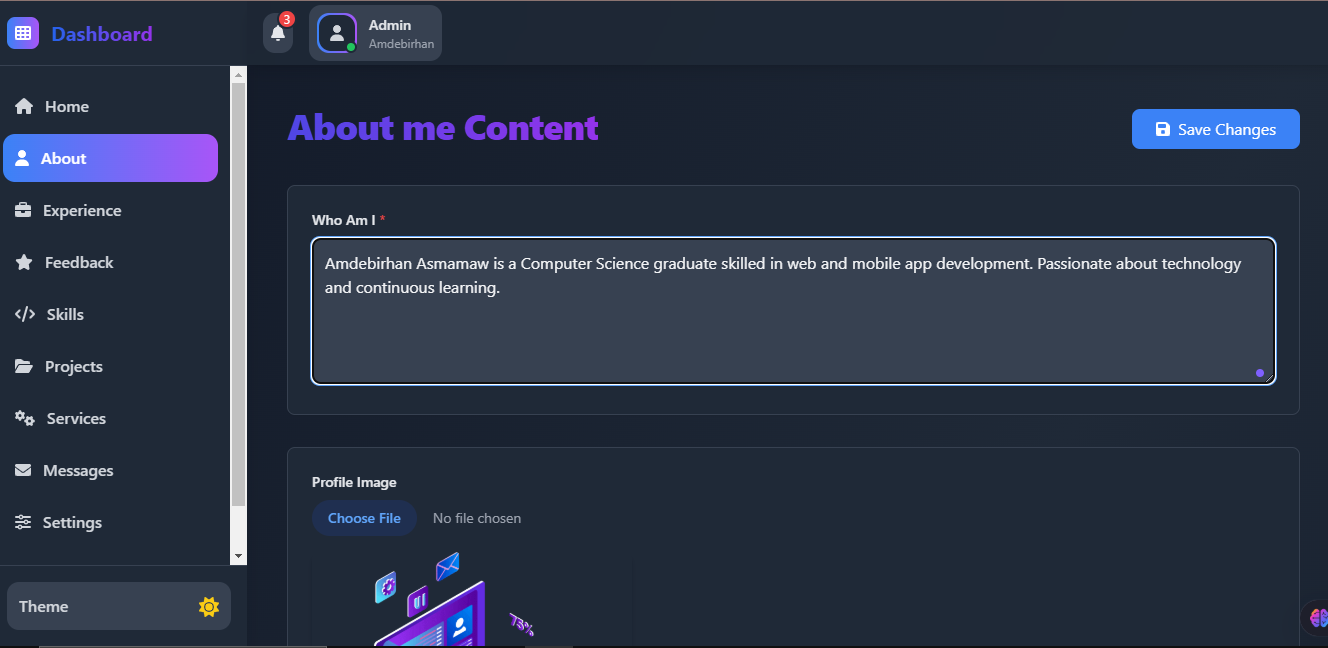 Dashboard
3
Admin
Amdebirhan
Home
About
Experience
Feedback
Skills
Projects
Services
Messages
Settings
Theme
About me Content
Save Changes
Who Am I *
Amdebirhan Asmamaw is a Computer Science graduate skilled in web and mobile app development. Passionate about technology
and continuous learning.
Profile Image
Choose File No file chosen
UI
73%